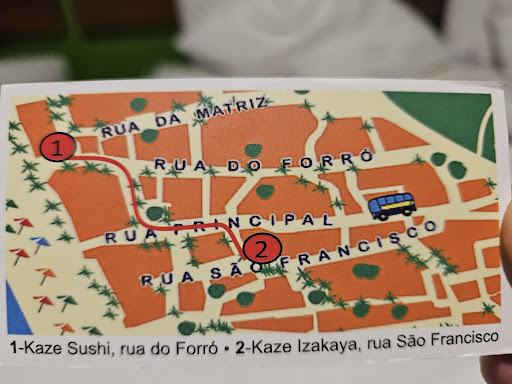 RUA DA MATRIZ
1
RUA DO FORRÓ
RUA PRINCIPAL
2
RUA SÃO FRANCISCO
1-Kaze Sushi, rua do Forró • 2-Kaze Izakaya, rua São Francisco